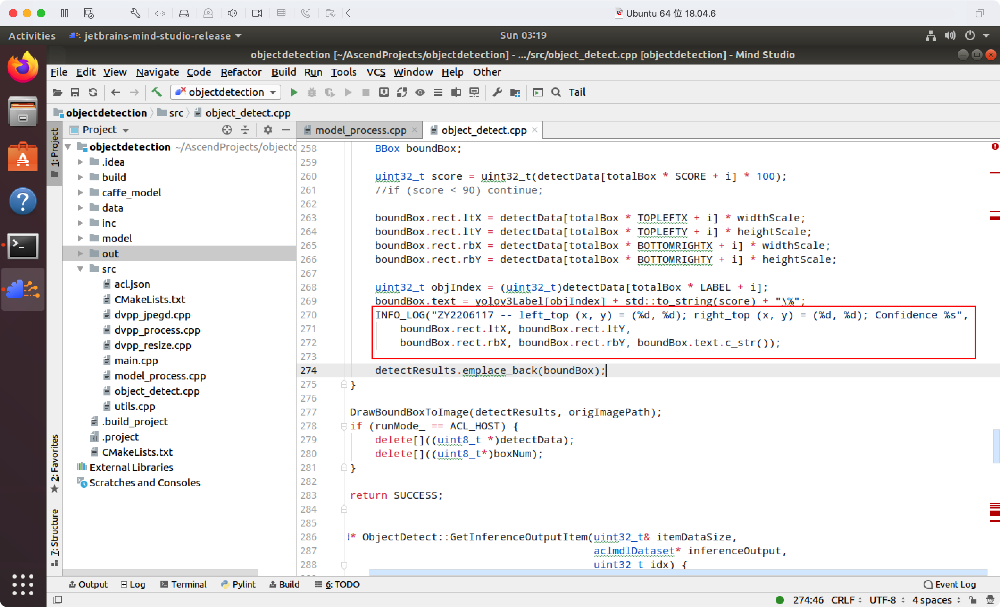 Ubuntu 64 位 18.04.6
Activities
jetbrains-mind-studio-release
Sun 03:19
objectdetection [~/AscendProjects/objectdetection] - .../src/object_detect.cpp [objectdetection] - Mind Studio
File Edit View Navigate Code Refactor Build Run Tools VCS Window Help Other
objectdetection
Tail
objectdetection src object_detect.cpp
1: Project
Project
model_process.cpp
object_detect.cpp
objectdetection ~/AscendProjects/objectd
.idea
build
caffe_model
data
inc
model
out
src
acl.json
CMakeLists.txt
dvpp_jpegd.cpp
dvpp_process.cpp
dvpp_resize.cpp
main.cpp
model_process.cpp
object_detect.cpp
utils.cpp
.build_project
.project
CMakeLists.txt
External Libraries
Scratches and Consoles
2: Favorites
7: Structure
258 BBox boundBox;
259
260 uint32_t score = uint32_t(detectData[totalBox * SCORE + i] * 100);
261 //if (score < 90) continue;
262
263 boundBox.rect.ltX = detectData[totalBox * TOPLEFTX + i] * widthScale;
264 boundBox.rect.ltY = detectData[totalBox * TOPLEFTY + i] * heightScale;
265 boundBox.rect.rbX = detectData[totalBox * BOTTOMRIGHTX + i] * widthScale;
266 boundBox.rect.rbY = detectData[totalBox * BOTTOMRIGHTY + i] * heightScale;
267
268 uint32_t objIndex = (uint32_t)detectData[totalBox * LABEL + i];
269 boundBox.text = yolov3Label[objIndex] + std::to_string(score) + "\%";
270 INFO_LOG("ZY2206117 -- left_top (x, y) = (%d, %d); right_top (x, y) = (%d, %d); Confidence %s",
271 boundBox.rect.ltX, boundBox.rect.ltY,
272 boundBox.rect.rbX, boundBox.rect.rbY, boundBox.text.c_str());
273
274 detectResults.emplace_back(boundBox);
275 }
276
277 DrawBoundBoxToImage(detectResults, origImagePath);
278 if (runMode_ == ACL_HOST) {
279 delete[]((uint8_t *)detectData);
280 delete[]((uint8_t*)boxNum);
281 }
282
283 return SUCCESS;
284
285
286 * ObjectDetect::GetInferenceOutputItem(uint32_t& itemDataSize,
287 aclmdlDataset* inferenceOutput,
288 uint32_t idx) {
Output Log Terminal Pylint Build 6: TODO Event Log
274:46 CRLF UTF-8 4 spaces